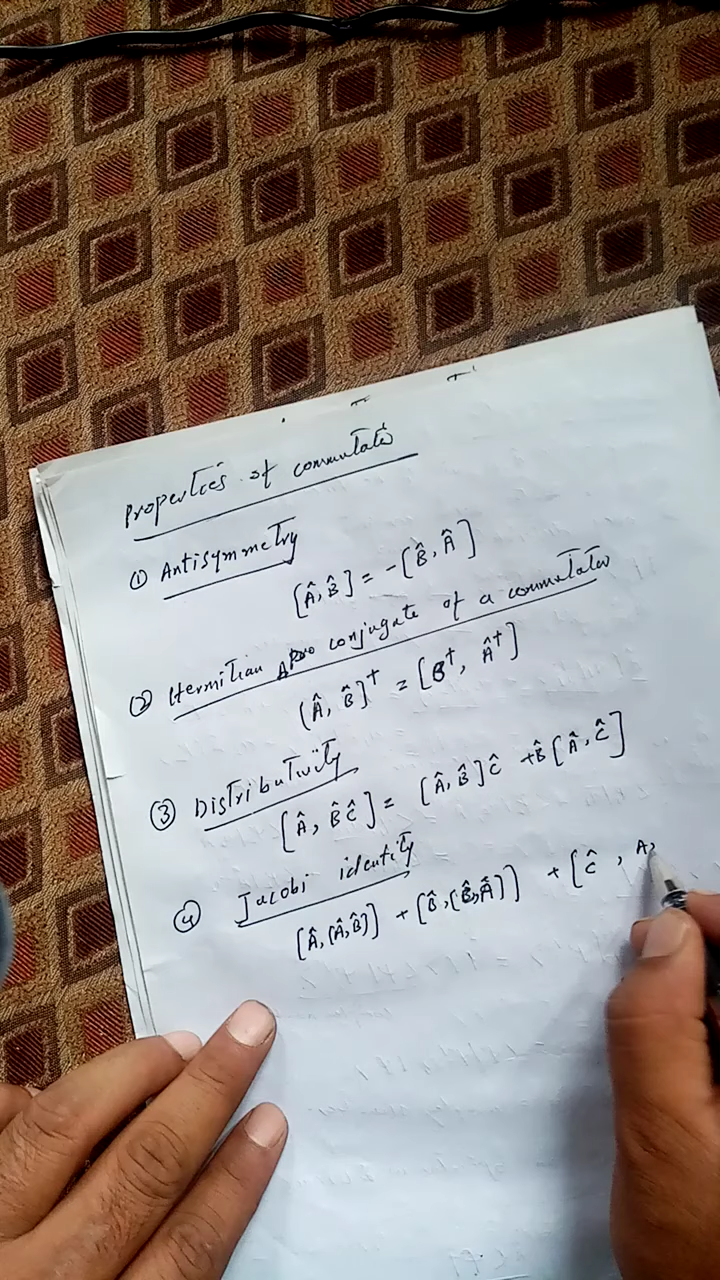 Properties of commutator
① Antisymmetry
[Â, B̂] = -[B̂, Â]
② Hermitian conjugate of a commutator
[Â, B̂]† = [B†, Â†]
③ Distributivity
[Â, B̂Ĉ] = [Â, B̂]Ĉ + B̂[Â, Ĉ]
④ Jacobi identity
[Â, [Â, B̂]] + [B̂, [B̂, Â]] + [Ĉ, A,